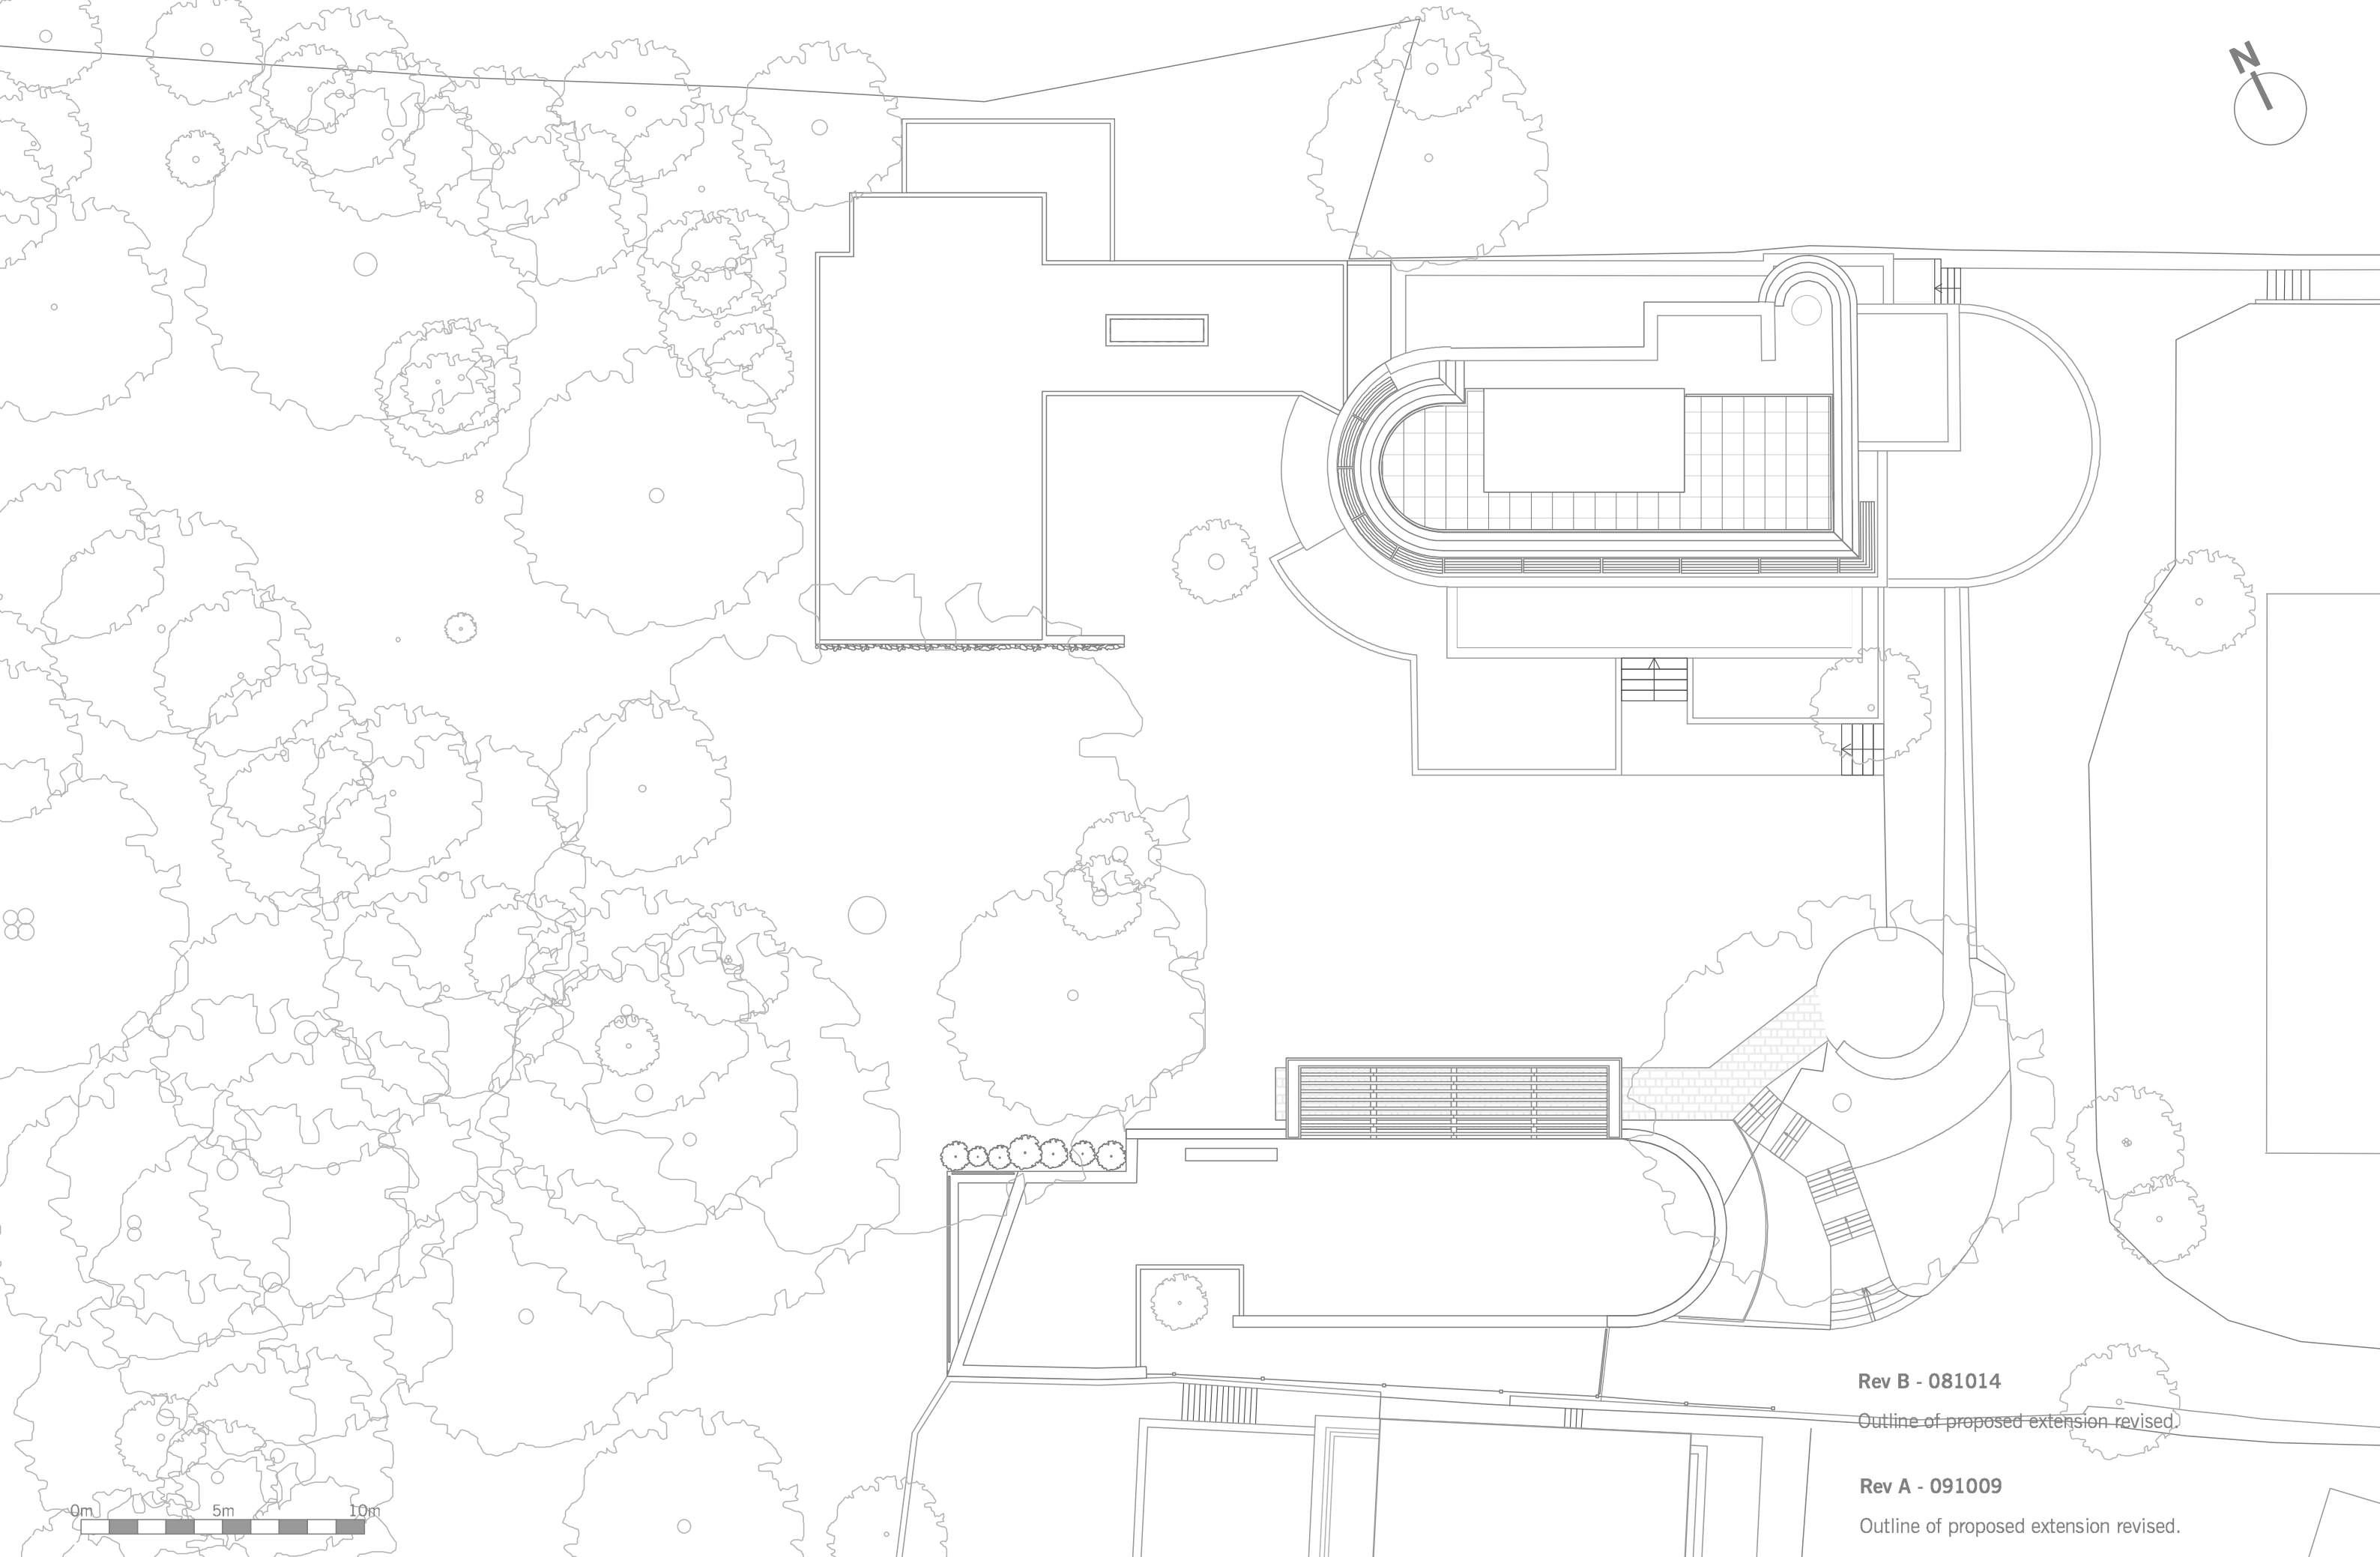 N
Rev B - 081014
Outline of proposed extension revised.
Rev A - 091009
Outline of proposed extension revised.
0m 5m 10m